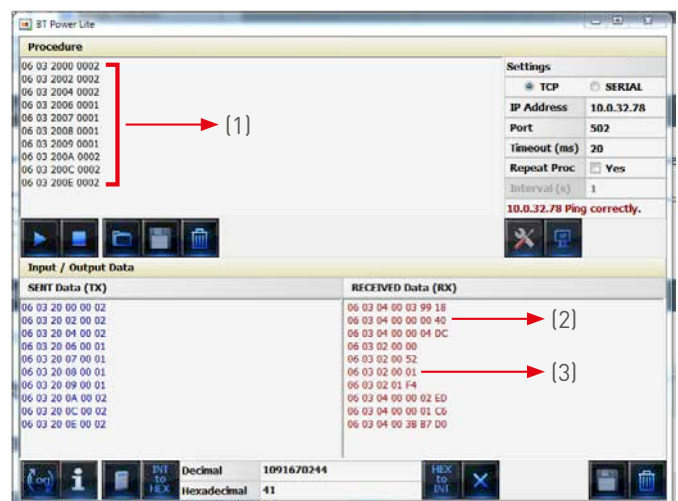 BT Power Lite
Procedure
06 03 2000 0002
06 03 2002 0002
06 03 2004 0002
06 03 2006 0001
06 03 2007 0001
06 03 2008 0001
06 03 2009 0001
06 03 200A 0002
06 03 200C 0002
06 03 200E 0002
(1)
Settings
TCP SERIAL
IP Address 10.0.32.78
Port 502
Timeout (ms) 20
Repeat Proc Yes
Interval (s) 1
10.0.32.78 Ping correctly.
Input / Output Data
SENT Data (TX)
06 03 20 00 00 02
06 03 20 02 00 02
06 03 20 04 00 02
06 03 20 06 00 01
06 03 20 07 00 01
06 03 20 08 00 01
06 03 20 09 00 01
06 03 20 0A 00 02
06 03 20 0C 00 02
06 03 20 0E 00 02
RECEIVED Data (RX)
06 03 04 00 03 99 18
06 03 04 00 00 00 40
(2)
06 03 04 00 00 04 DC
06 03 02 00 00
06 03 02 00 52
06 03 02 00 01
(3)
06 03 02 01 F4
06 03 04 00 00 02 ED
06 03 04 00 00 01 C6
06 03 04 00 3B 87 D0
(Log)
i
INT to HEX
Decimal 1091670244
Hexadecimal 41
HEX to INT